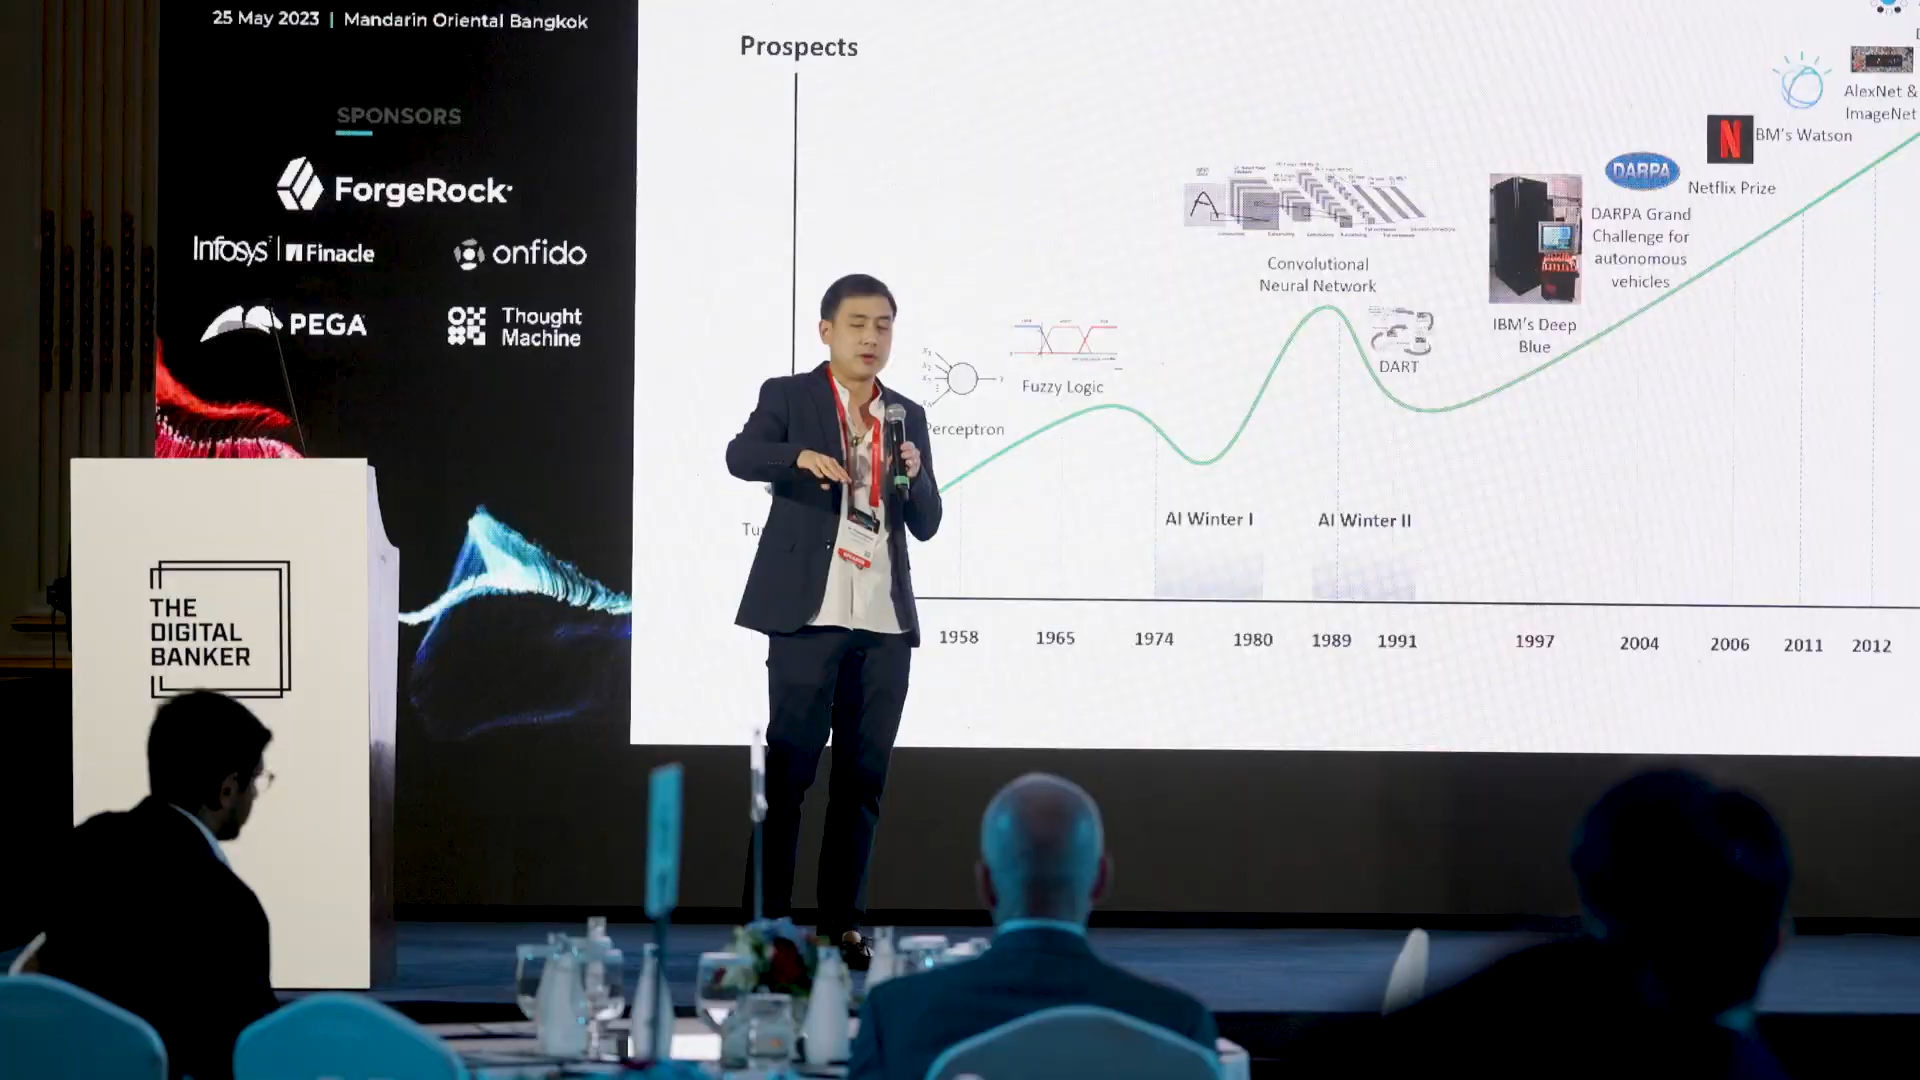 25 May 2023 | Mandarin Oriental Bangkok
SPONSORS
ForgeRock
Infosys | Finacle
onfido
PEGA
Thought
Machine
THE
DIGITAL
BANKER
Prospects
Perceptron
Fuzzy Logic
Convolutional
Neural Network
DART
IBM's Deep
Blue
DARPA
DARPA Grand
Challenge for
autonomous
vehicles
N
Netflix Prize
BM's Watson
AlexNet &
ImageNet
Tu
AI Winter I
AI Winter II
1958
1965
1974
1980
1989
1991
1997
2004
2006
2011
2012